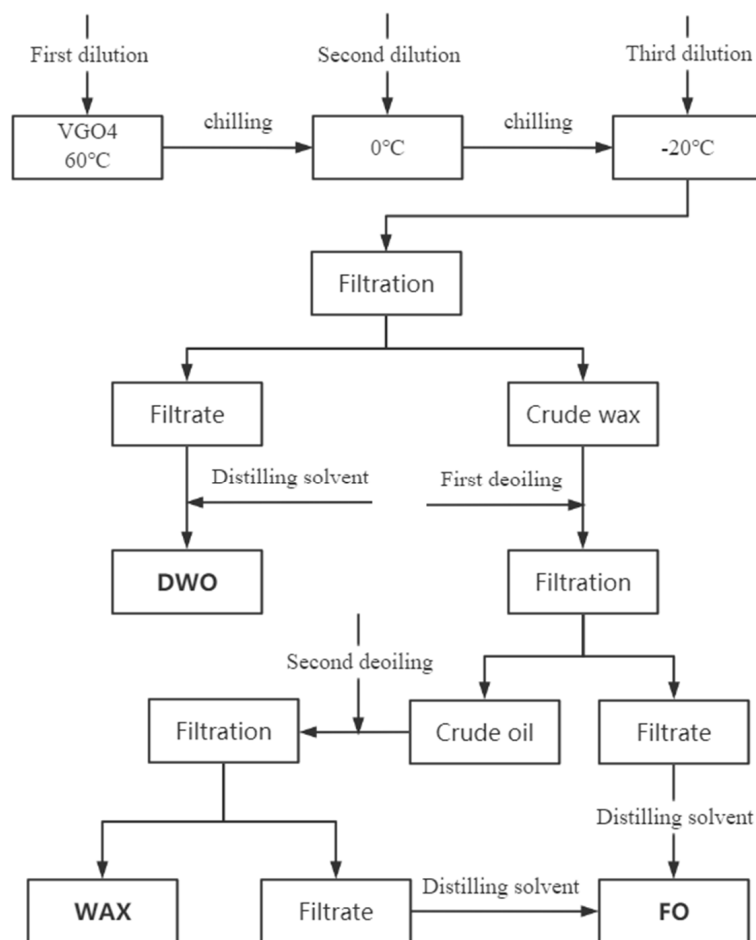 First dilution
Second dilution
Third dilution
VGO4
60°C
chilling
0°C
chilling
-20°C
Filtration
Filtrate
Crude wax
Distilling solvent
First deoiling
DWO
Filtration
Second deoiling
Filtration
Crude oil
Filtrate
Distilling solvent
WAX
Filtrate
Distilling solvent
FO